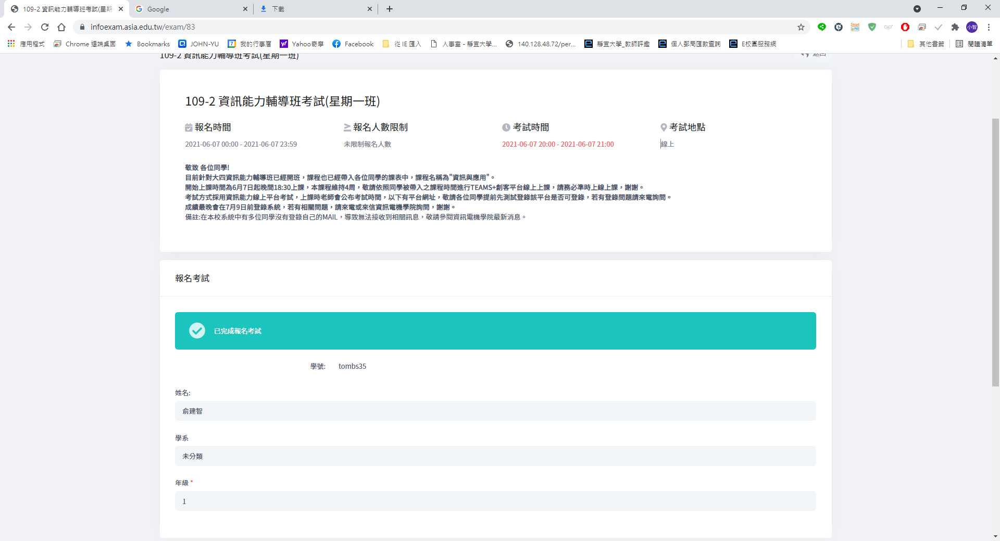 109-2 資訊能力輔導班考試(星期
Google
下載
infoexam.asia.edu.tw/exam/83
小智
應用程式
Chrome 遠端桌面
Bookmarks
JOHN-YU
我的行事曆
Yahoo奇摩
Facebook
從 IE 匯入
人事室 - 靜宜大學...
140.128.48.72/per...
靜宜大學_教師評鑑
個人郵局匯款查詢
E校園服務網
其他書籤
閱讀清單
109-2 資訊能力輔導班考試(星期一班)
返回
109-2 資訊能力輔導班考試(星期一班)
報名時間
2021-06-07 00:00 - 2021-06-07 23:59
報名人數限制
未限制報名人數
考試時間
2021-06-07 20:00 - 2021-06-07 21:00
考試地點
線上
敬致 各位同學!
目前針對大四資訊能力輔導班已經開班，課程也已經帶入各位同學的課表中，課程名稱為"資訊與應用"。
開始上課時間為6月7日起晚間18:30上課，本課程維持4周，敬請依照同學被帶入之課程時間進行TEAMS+創客平台線上上課，請務必準時上線上課，謝謝。
考試方式採用資訊能力線上平台考試，上課時老師會公布考試時間，以下有平台網址，敬請各位同學提前先測試登錄該平台是否可登錄，若有登錄問題請來電詢問。
成績最晚會在7月9日前登錄系統，若有相關問題，請來電或來信資訊電機學院詢問，謝謝。
備註:在本校系統中有多位同學沒有登錄自己的MAIL，導致無法接收到相關訊息，敬請參閱資訊電機學院最新消息。
報名考試
已完成報名考試
學號: tombs35
姓名:
俞建智
學系
未分類
年級 *
1